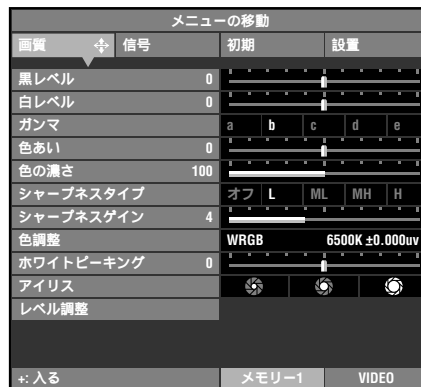 メニューの移動
画質 信号 初期 設置
黒レベル 0
白レベル 0
ガンマ a b c d e
色あい 0
色の濃さ 100
シャープネスタイプ オフ L ML MH H
シャープネスゲイン 4
色調整 WRGB 6500K ±0.000uv
ホワイトピーキング 0
アイリス
レベル調整
+: 入る メモリー1 VIDEO